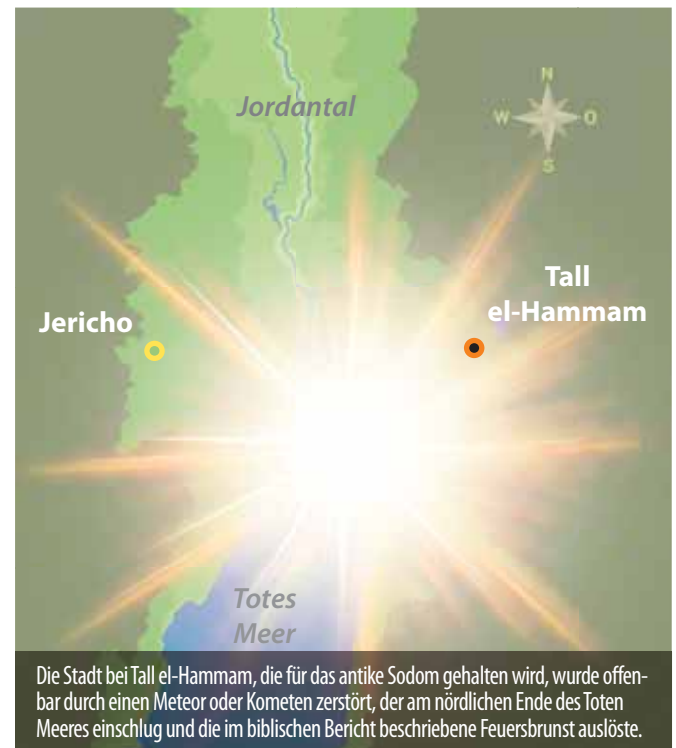 Jordantal
N
W
O
S
Tall
el-Hammam
Jericho
Totes
Meer
Die Stadt bei Tall el-Hammam, die für das antike Sodom gehalten wird, wurde offen-
bar durch einen Meteor oder Kometen zerstört, der am nördlichen Ende des Toten
Meeres einschlug und die im biblischen Bericht beschriebene Feuersbrunst auslöste.